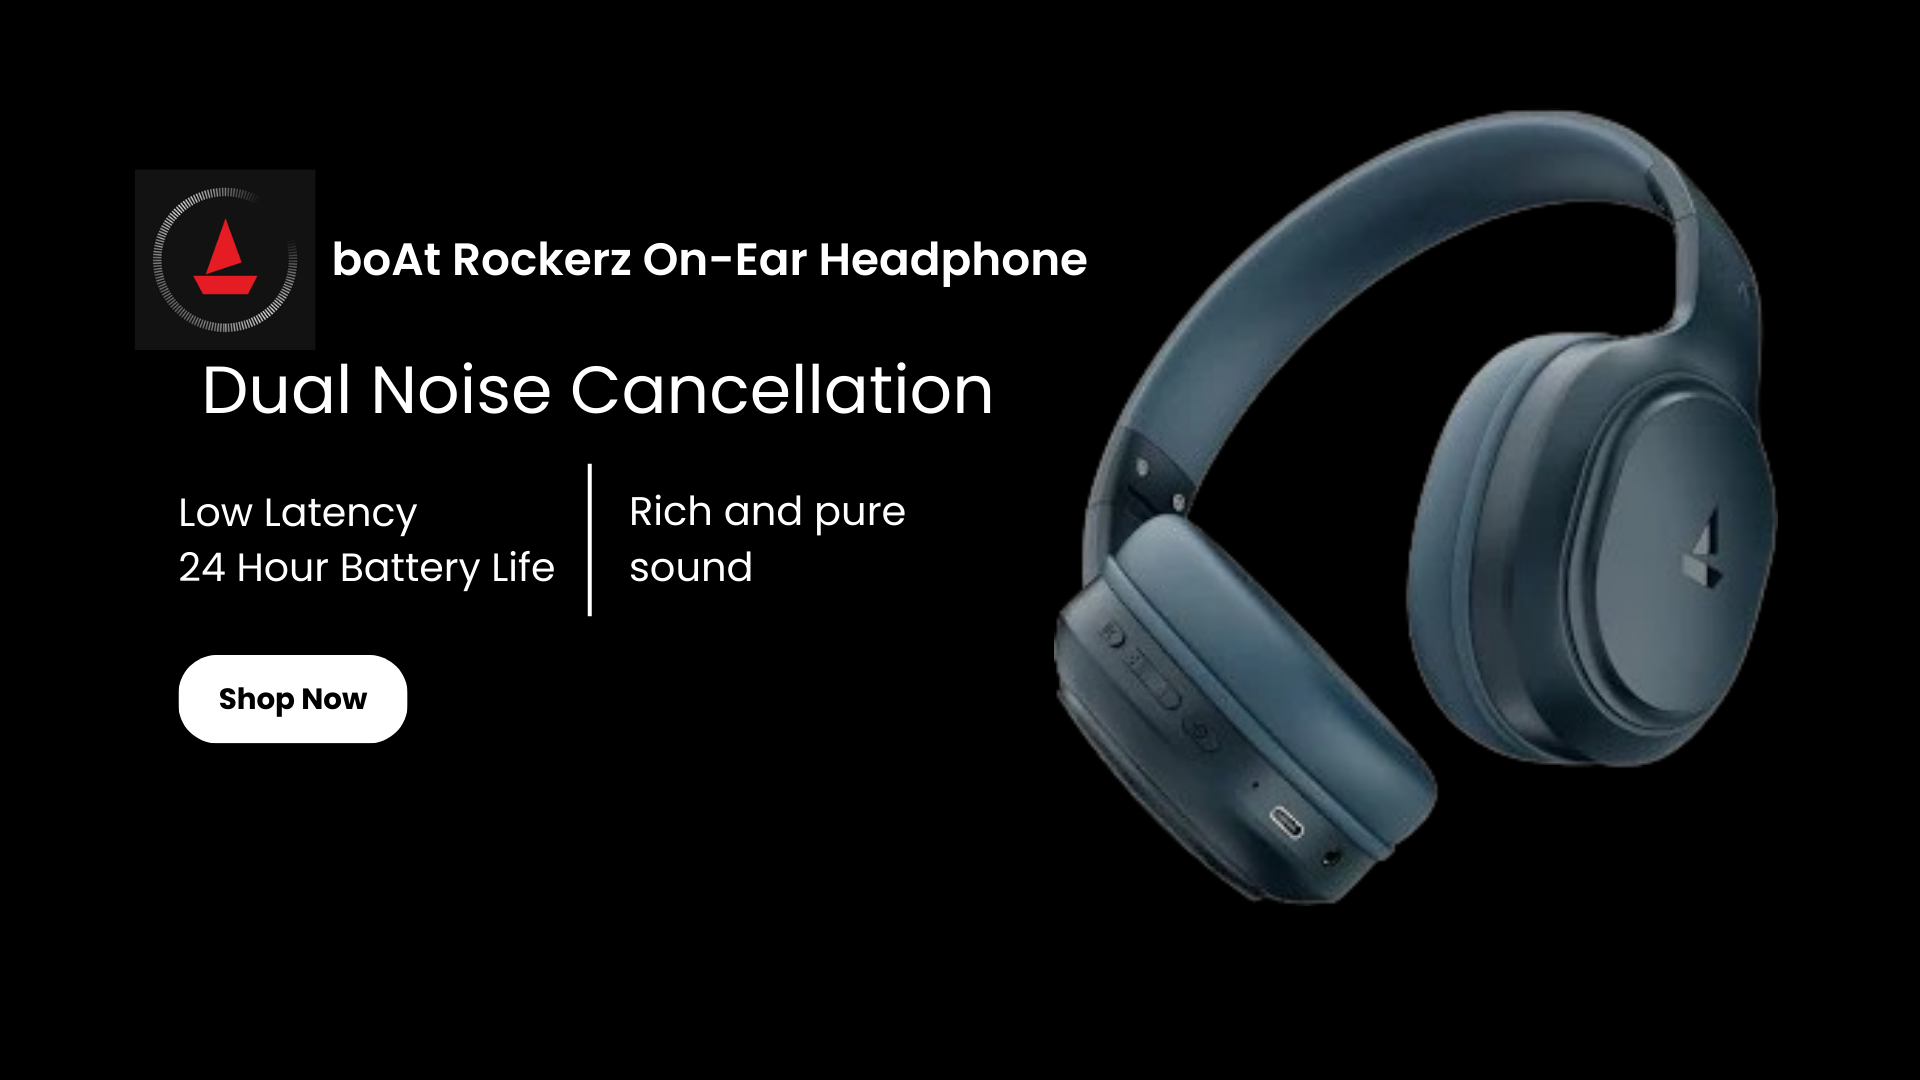 boAt Rockerz On-Ear Headphone
Dual Noise Cancellation
Low Latency
24 Hour Battery Life
Rich and pure
sound
Shop Now